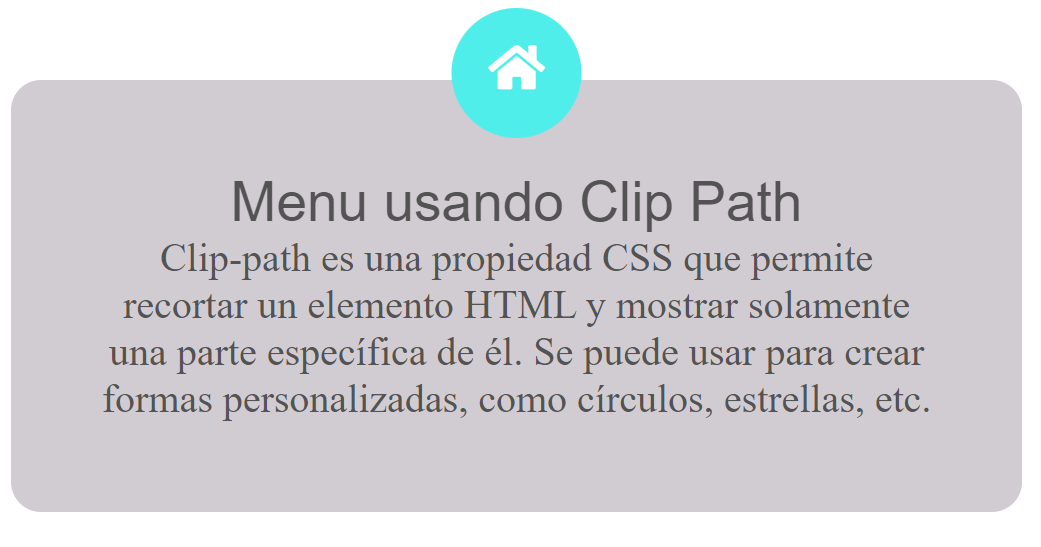 Menu usando Clip Path
Clip-path es una propiedad CSS que permite
recortar un elemento HTML y mostrar solamente
una parte específica de él. Se puede usar para crear
formas personalizadas, como círculos, estrellas, etc.